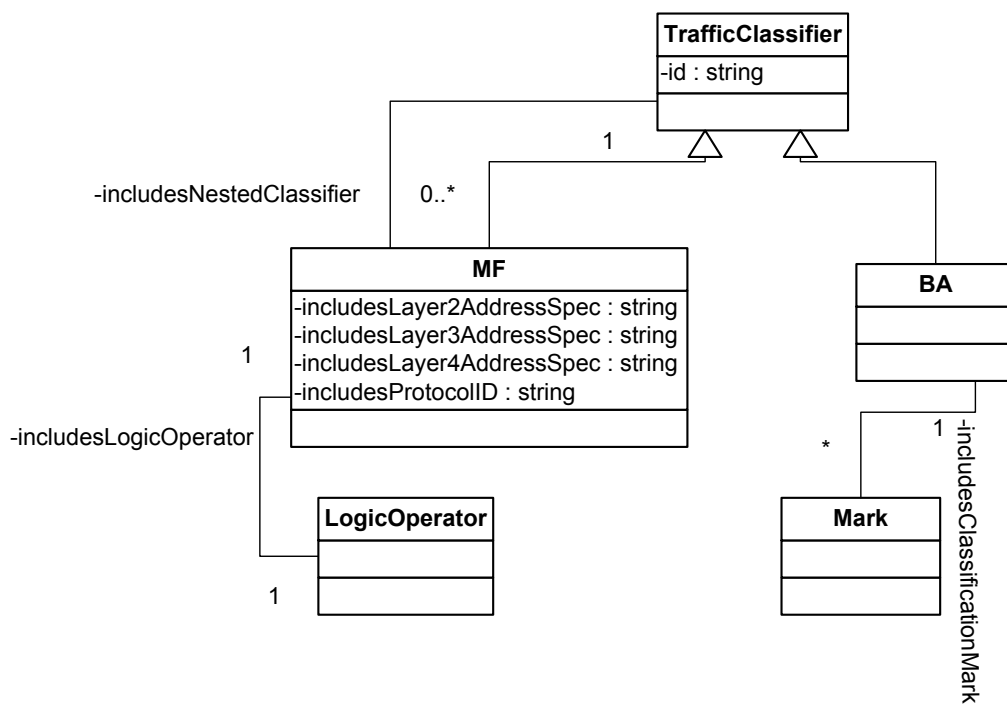 TrafficClassifier
-id : string
1
-includesNestedClassifier
0..*
MF
-includesLayer2AddressSpec : string
-includesLayer3AddressSpec : string
-includesLayer4AddressSpec : string
-includesProtocolID : string
BA
1
-includesLogicOperator
1
*
-includesClassificationMark
LogicOperator
Mark
1